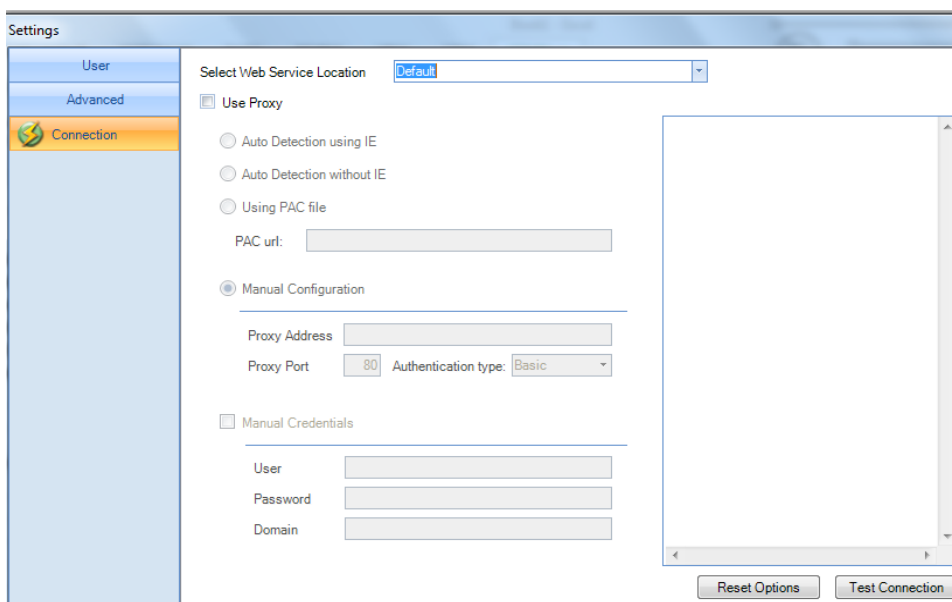 Settings
User
Advanced
Connection
Select Web Service Location Default
Use Proxy
Auto Detection using IE
Auto Detection without IE
Using PAC file
PAC url:
Manual Configuration
Proxy Address
Proxy Port 80 Authentication type: Basic
Manual Credentials
User
Password
Domain
Reset Options Test Connection